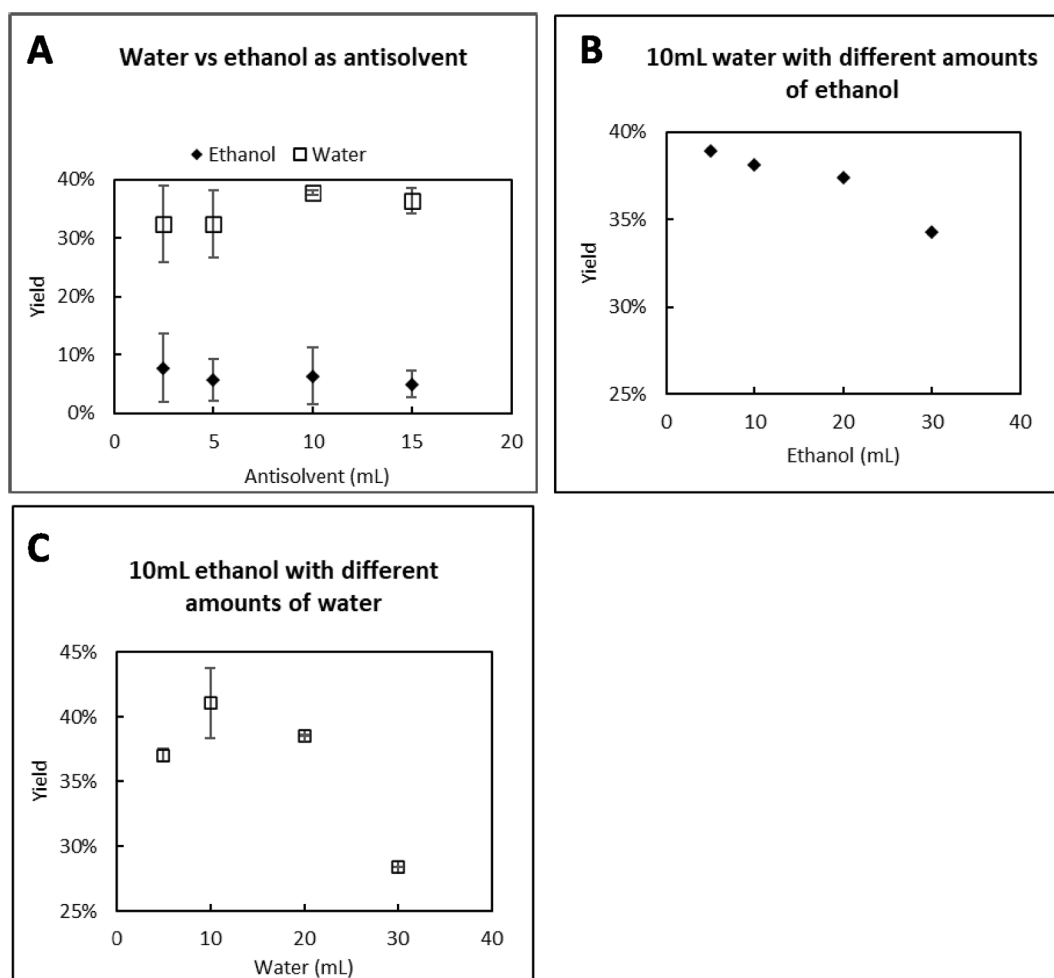 A
Water vs ethanol as antisolvent
Ethanol Water
40%
30%
20%
10%
0%
Yield
0 5 10 15 20
Antisolvent (mL)
B
10mL water with different amounts
of ethanol
40%
35%
30%
25%
Yield
0 10 20 30 40
Ethanol (mL)
C
10mL ethanol with different
amounts of water
45%
40%
35%
30%
25%
Yield
0 10 20 30 40
Water (mL)